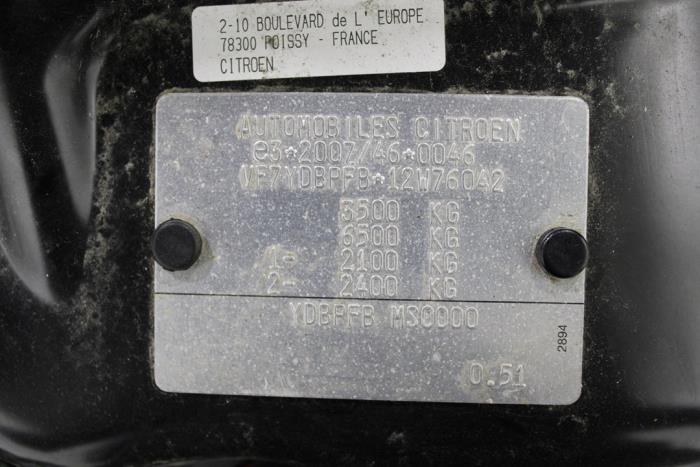 2-10 BOULEVARD de L' EUROPE
78300 POISSY - FRANCE
CITROEN
AUTOMOBILES CITROEN
e3*2007/46*0046
VF7YDBPFB*12W76042
3500 KG
6500 KG
1- 2100 KG
2- 2400 KG
YDBPFB MS0000
2894
0.51